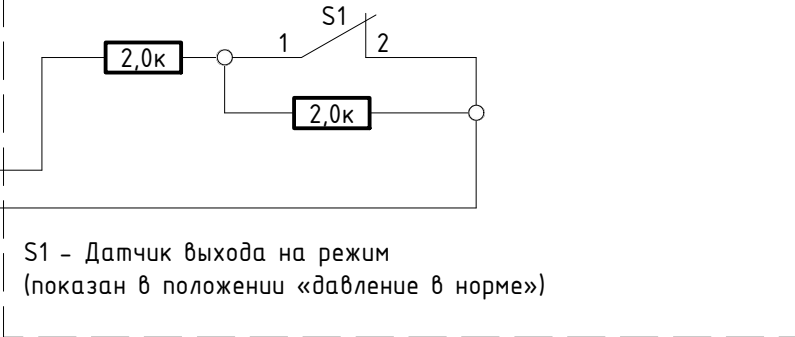 S1
1
2
2,0к
2,0к
S1 – Датчик выхода на режим
(показан в положении «давление в норме»)